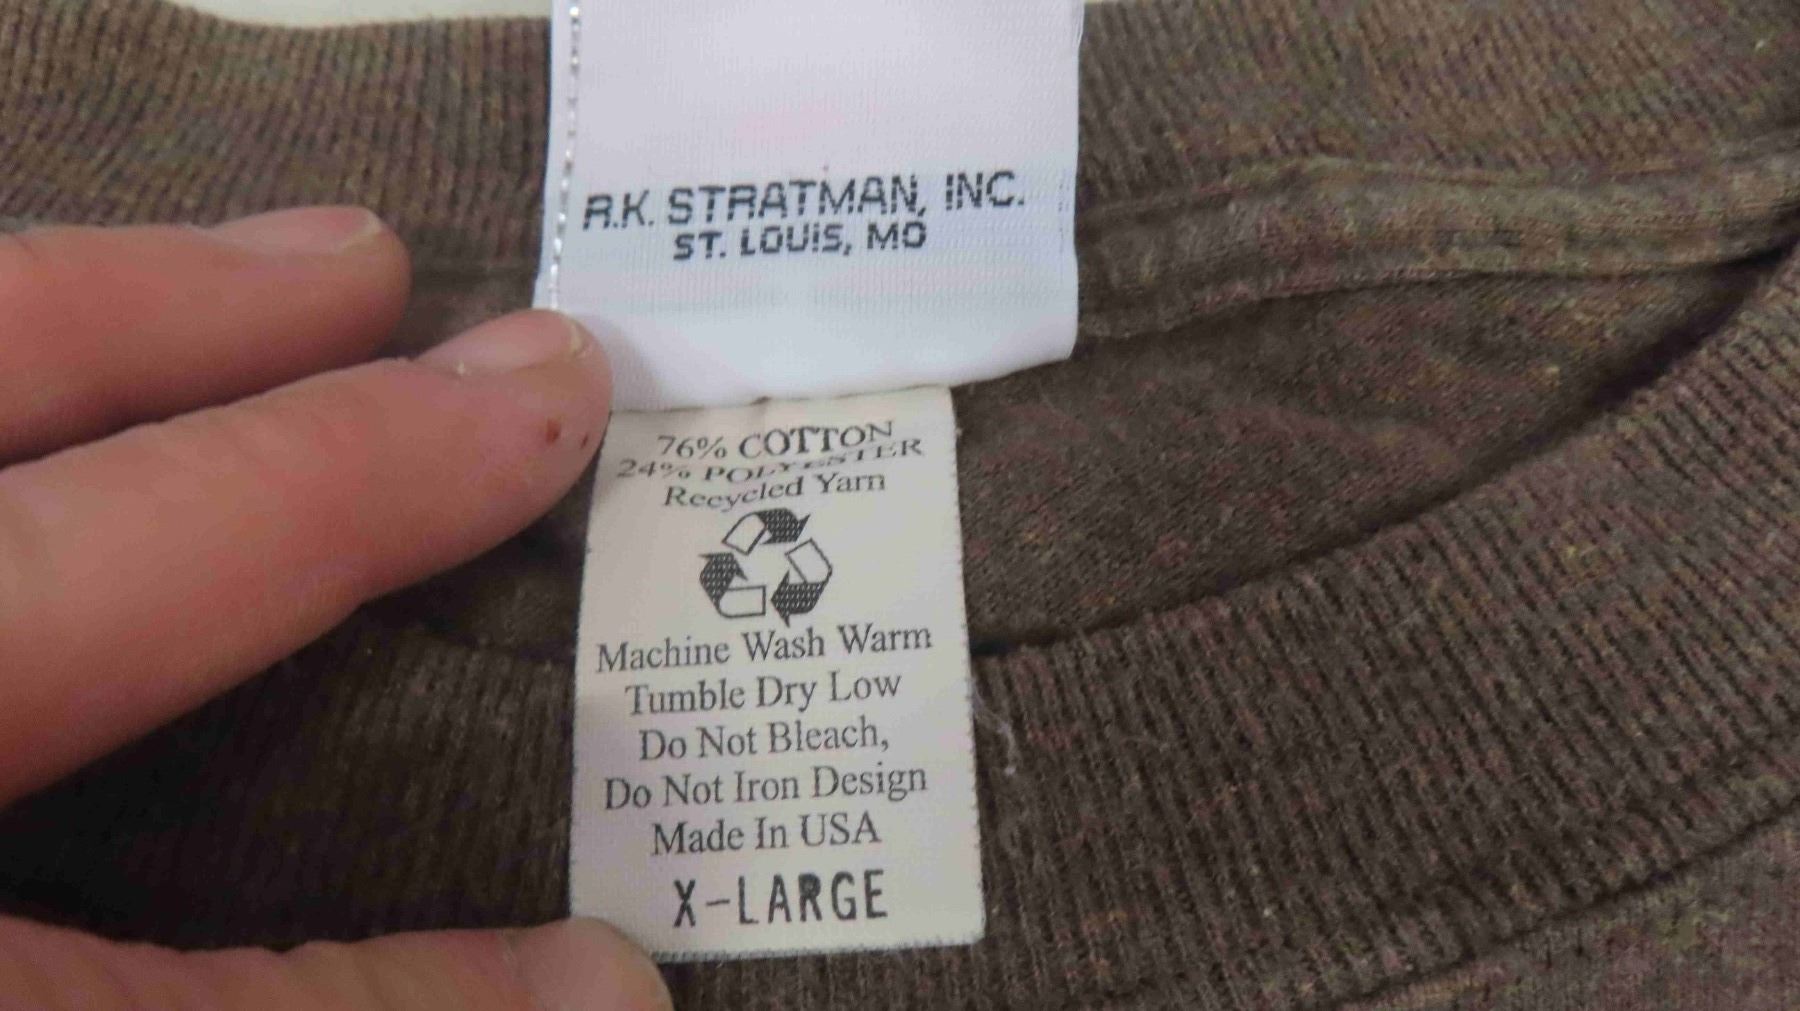 R.K. STRATMAN, INC.
ST. LOUIS, MO
76% COTTON
24% POLYESTER
Recycled Yarn
Machine Wash Warm
Tumble Dry Low
Do Not Bleach,
Do Not Iron Design
Made In USA
X-LARGE